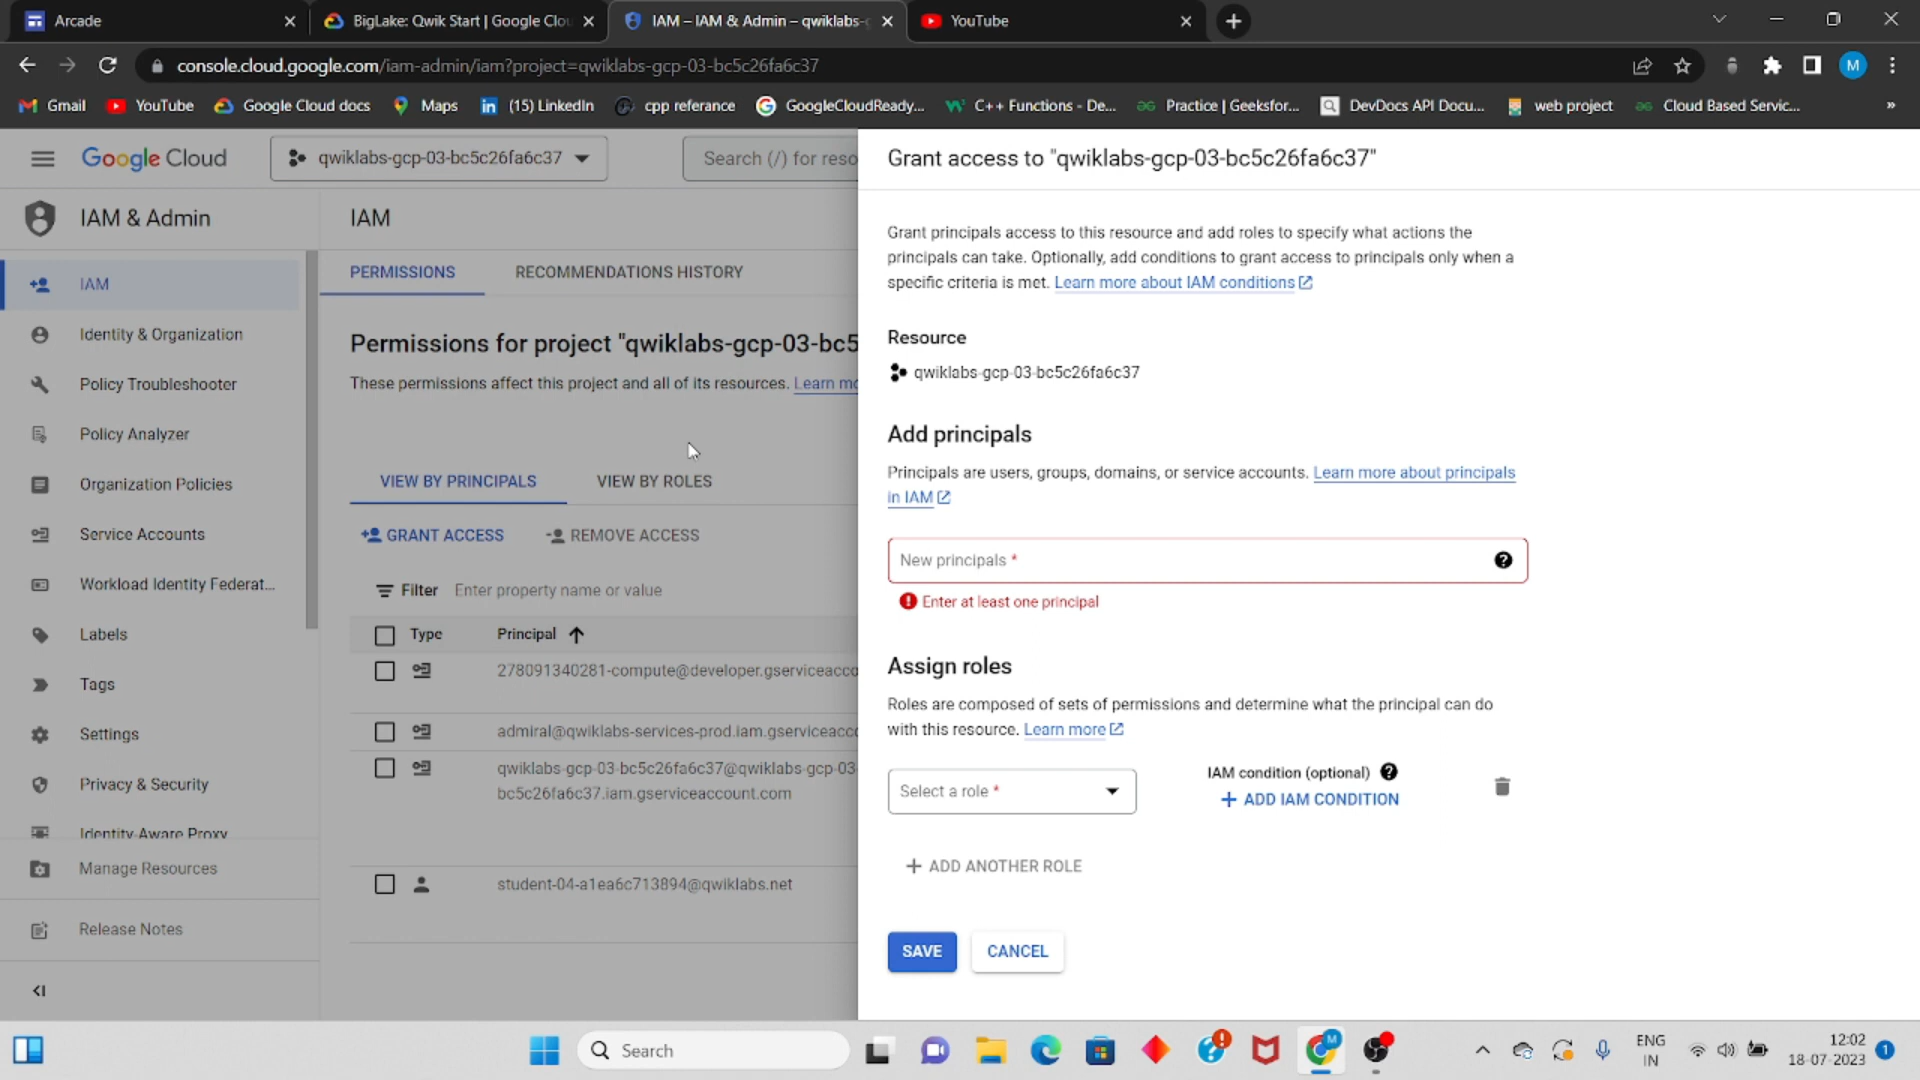 Arcade
BigLake: Qwik Start | Google Clou
IAM – IAM & Admin – qwiklabs-g
YouTube
console.cloud.google.com/iam-admin/iam?project=qwiklabs-gcp-03-bc5c26fa6c37
M
Gmail
YouTube
Google Cloud docs
Maps
(15) LinkedIn
cpp referance
GoogleCloudReady...
C++ Functions - De...
Practice | Geeksfor...
DevDocs API Docu...
web project
Cloud Based Servic...
»
Google Cloud
qwiklabs-gcp-03-bc5c26fa6c37
Search (/) for reso
Grant access to "qwiklabs-gcp-03-bc5c26fa6c37"
IAM & Admin
IAM
IAM
Identity & Organization
Policy Troubleshooter
Policy Analyzer
Organization Policies
Service Accounts
Workload Identity Federat...
Labels
Tags
Settings
Privacy & Security
Identity-Aware Proxy
Manage Resources
Release Notes
PERMISSIONS
RECOMMENDATIONS HISTORY
Permissions for project "qwiklabs-gcp-03-bc5
These permissions affect this project and all of its resources. Learn mo
VIEW BY PRINCIPALS
VIEW BY ROLES
GRANT ACCESS
REMOVE ACCESS
Filter
Enter property name or value
Type
Principal
278091340281-compute@developer.gserviceacco
admiral@qwiklabs-services-prod.iam.gserviceacco
qwiklabs-gcp-03-bc5c26fa6c37@qwiklabs-gcp-03-
bc5c26fa6c37.iam.gserviceaccount.com
student-04-a1ea6c713894@qwiklabs.net
Grant principals access to this resource and add roles to specify what actions the
principals can take. Optionally, add conditions to grant access to principals only when a
specific criteria is met. Learn more about IAM conditions
Resource
qwiklabs-gcp-03-bc5c26fa6c37
Add principals
Principals are users, groups, domains, or service accounts. Learn more about principals
in IAM
New principals *
Enter at least one principal
Assign roles
Roles are composed of sets of permissions and determine what the principal can do
with this resource. Learn more
Select a role *
IAM condition (optional)
+ ADD IAM CONDITION
+ ADD ANOTHER ROLE
SAVE
CANCEL
Search
ENG
IN
12:02
18-07-2023
1